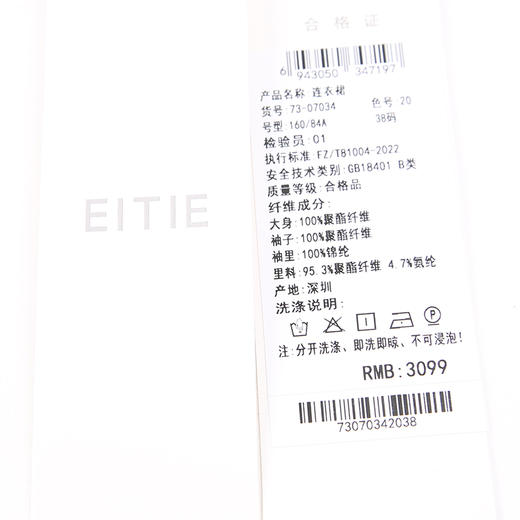 EITIE
合格证
6 943050 347197
产品名称 连衣裙
货号:73-07034 色号 20
号型:160/84A 38码
检验员:01
执行标准:FZ/T81004-2022
安全技术类别:GB18401 B类
质量等级:合格品
纤维成分:
大身:100%聚酯纤维
袖子:100%聚酯纤维
袖里:100%锦纶
里料:95.3%聚酯纤维 4.7%氨纶
产地:深圳
洗涤说明:
P
注:分开洗涤、即洗即晾、不可浸泡!
RMB:3099
73070342038